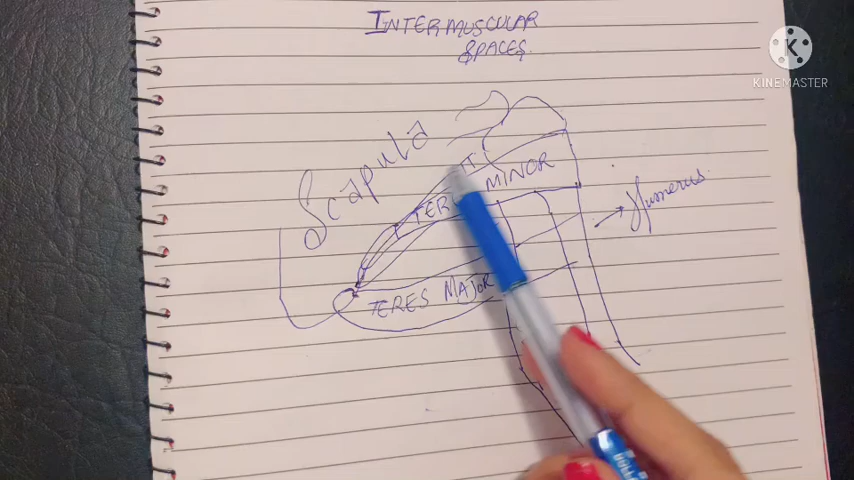 INTERMUSCULAR
SPACES
K
KINEMASTER
Scapula
MINOR
Humerus
TERES MAJOR